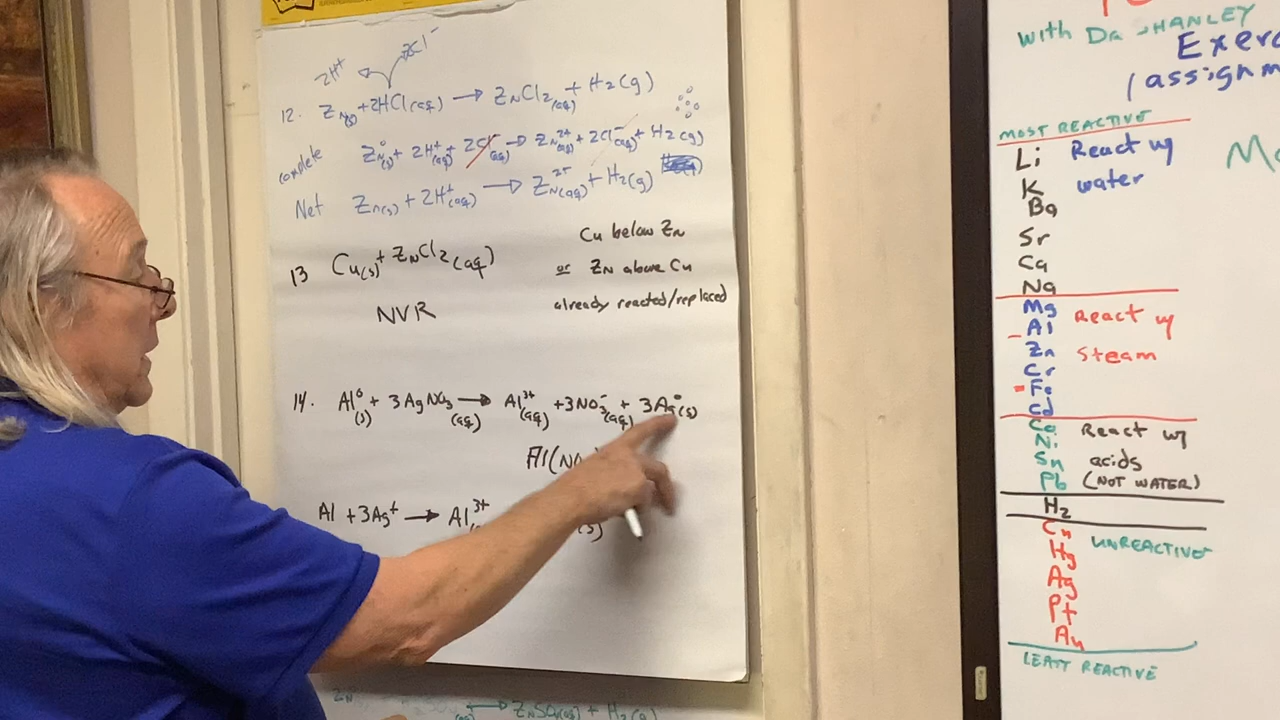 2H⁺ 2Cl⁻
12. Zn(s) + 2HCl(aq) → ZnCl2(aq) + H2(g)
complete Zn°(s) + 2H⁺(aq) + 2Cl⁻(aq) → Zn²⁺(aq) + 2Cl⁻(aq) + H2(g)
Net Zn(s) + 2H⁺(aq) → Zn²⁺(aq) + H2(g)
13 Cu(s) + ZnCl2(aq)
NVR
Cu below Zn
or Zn above Cu
already reacted/replaced
14. Al°(s) + 3AgNO3(aq) → Al³⁺(aq) + 3NO3⁻(aq) + 3Ag°(s)
Al(NO
Al + 3Ag⁺ → Al³⁺ (s)
Zn
(aq) → ZnSO4(aq) + H2(g)
with Da SHANLEY
Exerc
/assignm
MOST REACTIVE
Li React w/
K water
Ba
Sr
Ca
Na
Mg React w/
Al
Zn Steam
Cr
Fe
Cd
Co React w/
Ni
Sn acids
Pb (NOT WATER)
H2
Cu UNREACTIVE
Hg
Ag
Pt
Au
LEAST REACTIVE